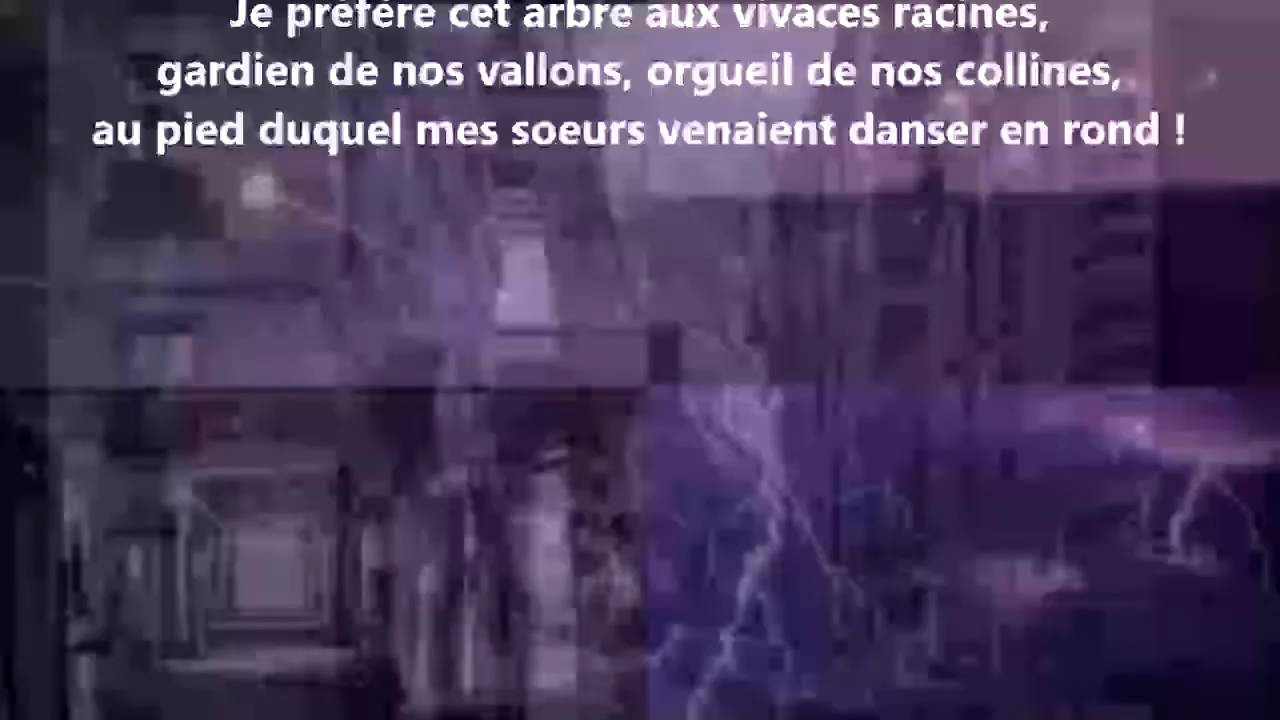 Je préfère cet arbre aux vivaces racines,
gardien de nos vallons, orgueil de nos collines,
au pied duquel mes soeurs venaient danser en rond !